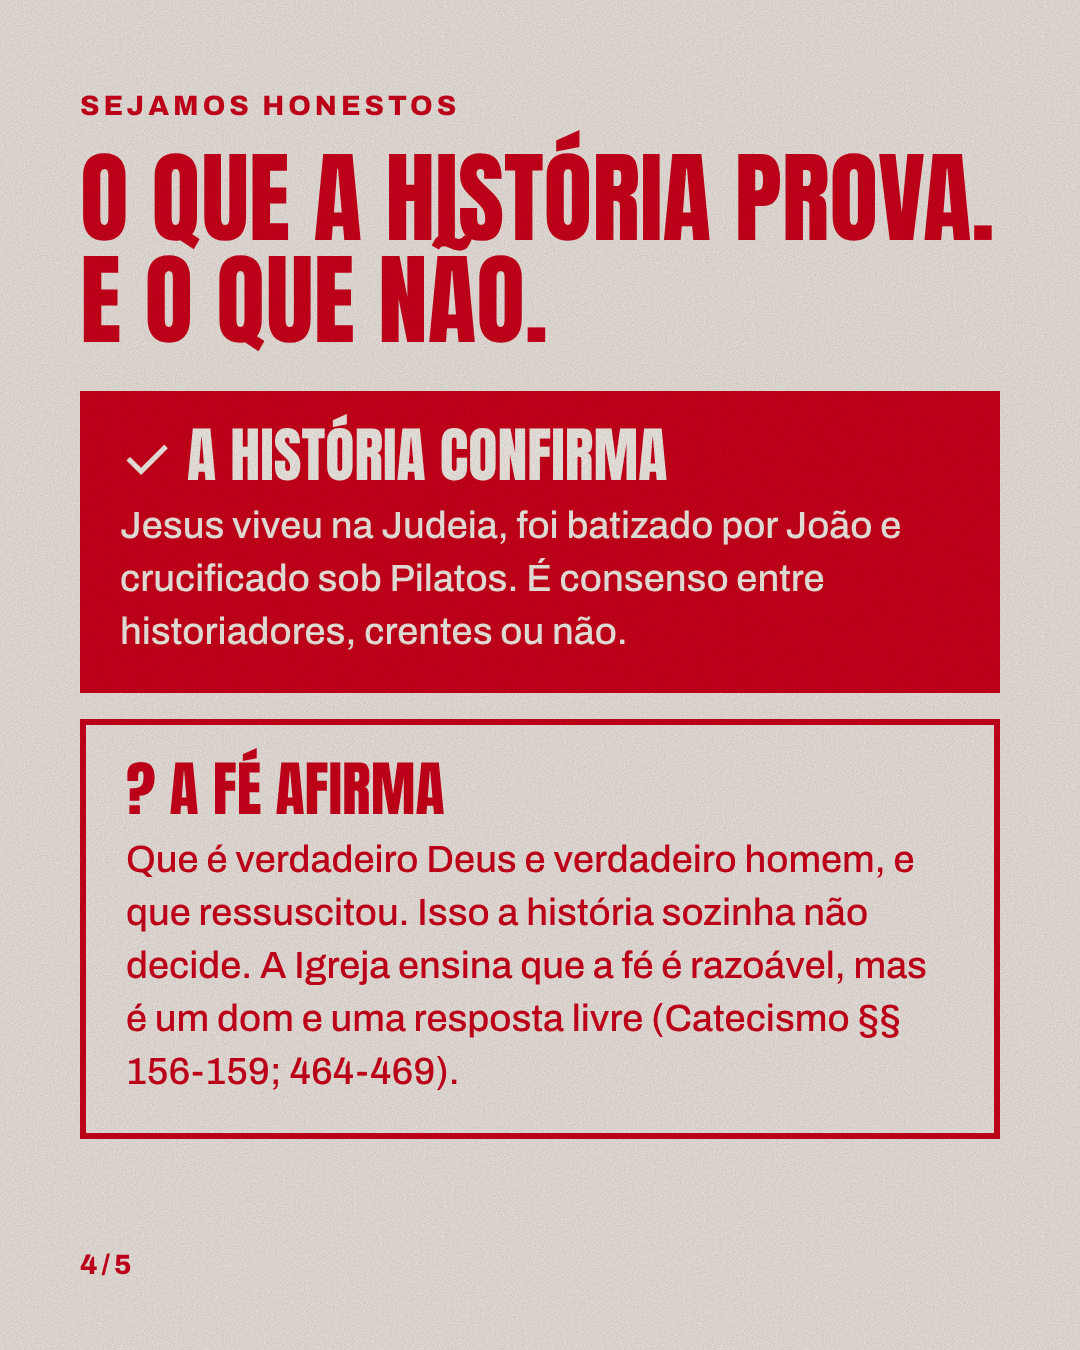 SEJAMOS HONESTOS
O QUE A HISTÓRIA PROVA.
E O QUE NÃO.
✓ A HISTÓRIA CONFIRMA
Jesus viveu na Judeia, foi batizado por João e
crucificado sob Pilatos. É consenso entre
historiadores, crentes ou não.
? A FÉ AFIRMA
Que é verdadeiro Deus e verdadeiro homem, e
que ressuscitou. Isso a história sozinha não
decide. A Igreja ensina que a fé é razoável, mas
é um dom e uma resposta livre (Catecismo §§
156-159; 464-469).
4/5